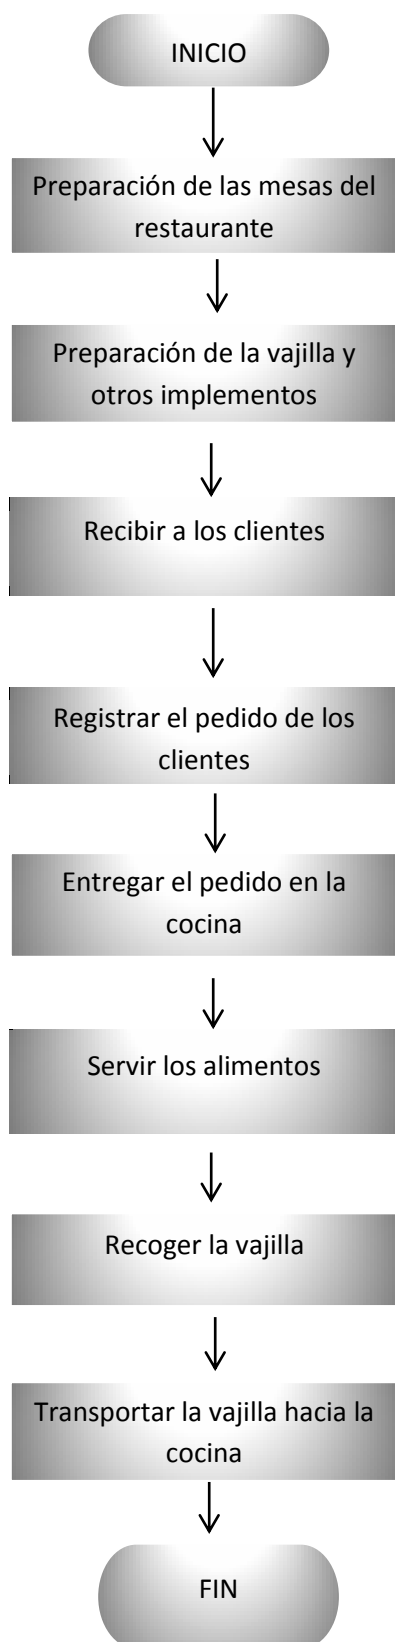 INICIO
Preparación de las mesas del
restaurante
Preparación de la vajilla y
otros implementos
Recibir a los clientes
Registrar el pedido de los
clientes
Entregar el pedido en la
cocina
Servir los alimentos
Recoger la vajilla
Transportar la vajilla hacia la
cocina
FIN